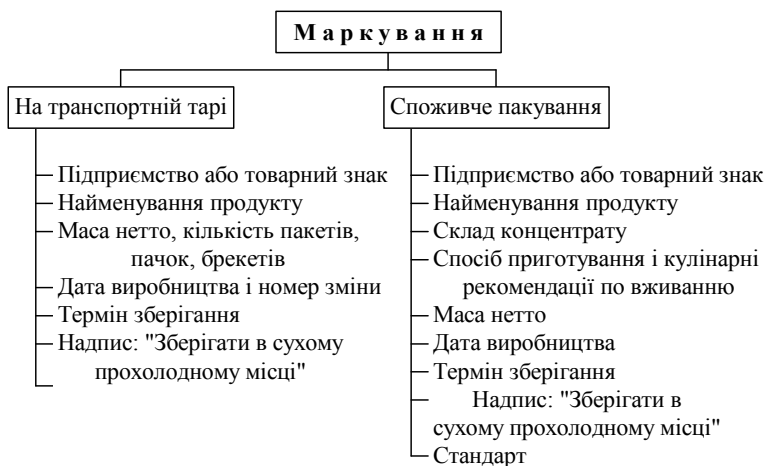 Маркування
На транспортній тарі
Підприємство або товарний знак
Найменування продукту
Маса нетто, кількість пакетів,
пачок, брекетів
Дата виробництва і номер зміни
Термін зберігання
Надпис: "Зберігати в сухому
прохолодному місці"
Споживче пакування
Підприємство або товарний знак
Найменування продукту
Склад концентрату
Спосіб приготування і кулінарні
рекомендації по вживанню
Маса нетто
Дата виробництва
Термін зберігання
Надпис: "Зберігати в
сухому прохолодному місці"
Стандарт